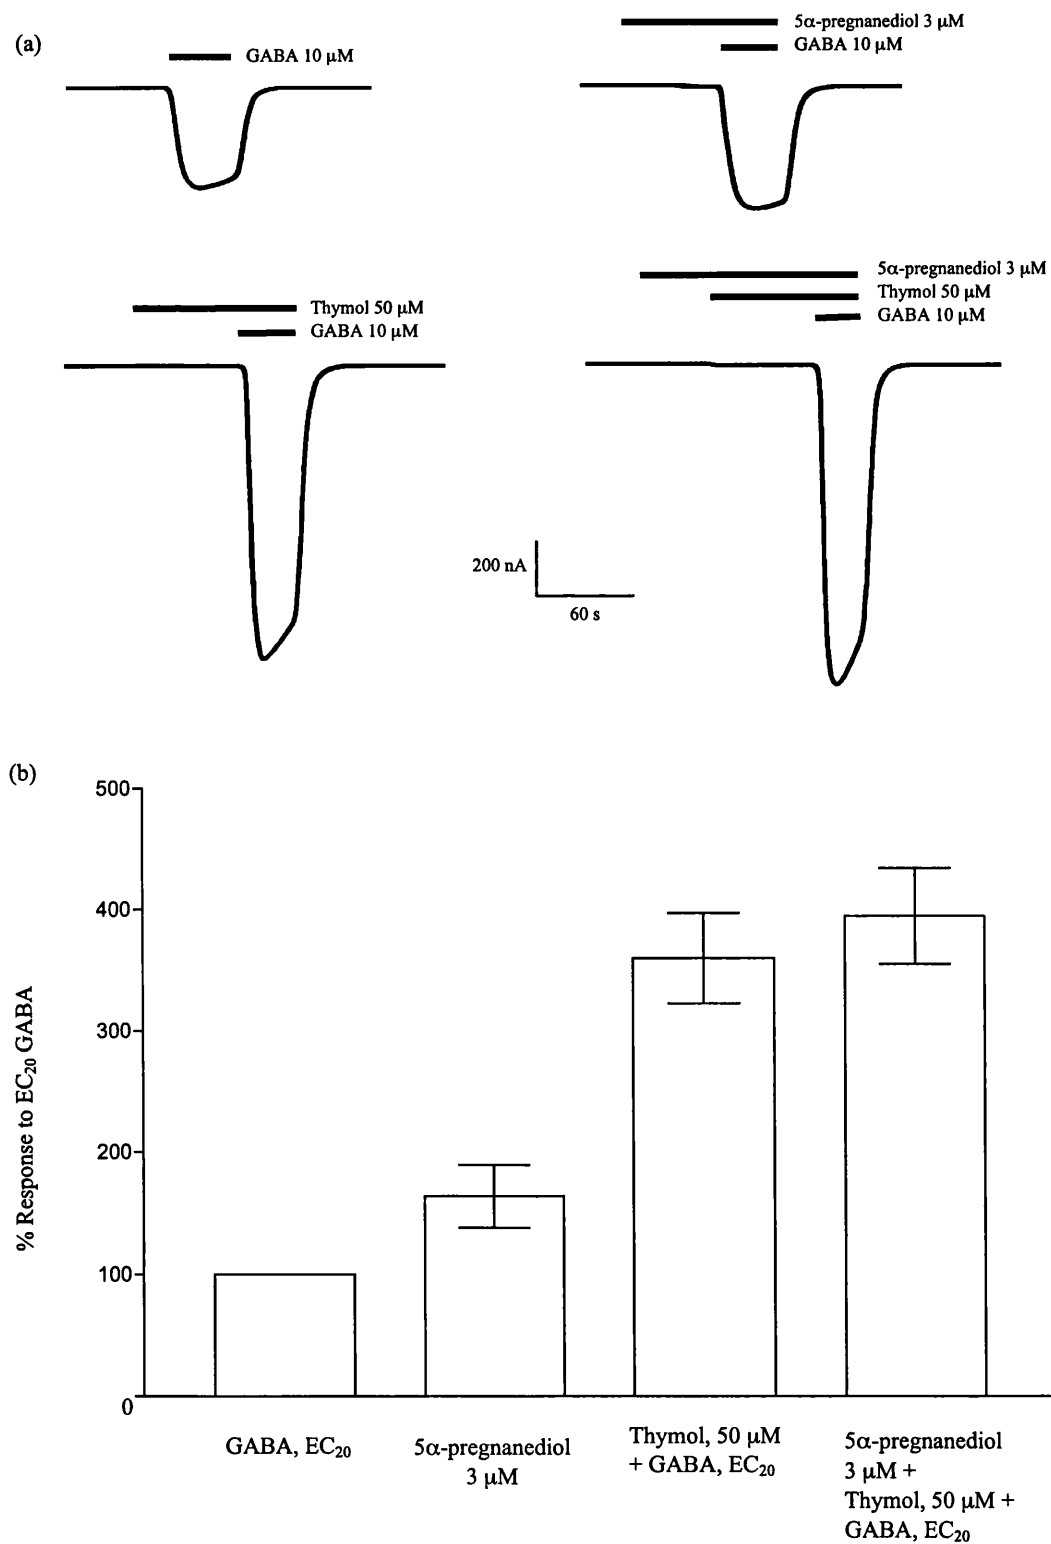 (a)
GABA 10 μM
5α-pregnanediol 3 μM
GABA 10 μM
Thymol 50 μM
GABA 10 μM
5α-pregnanediol 3 μM
Thymol 50 μM
GABA 10 μM
200 nA
60 s
(b)
500
400
300
200
100
0
% Response to EC20 GABA
GABA, EC20
5α-pregnanediol
3 μM
Thymol, 50 μM
+ GABA, EC20
5α-pregnanediol
3 μM +
Thymol, 50 μM +
GABA, EC20